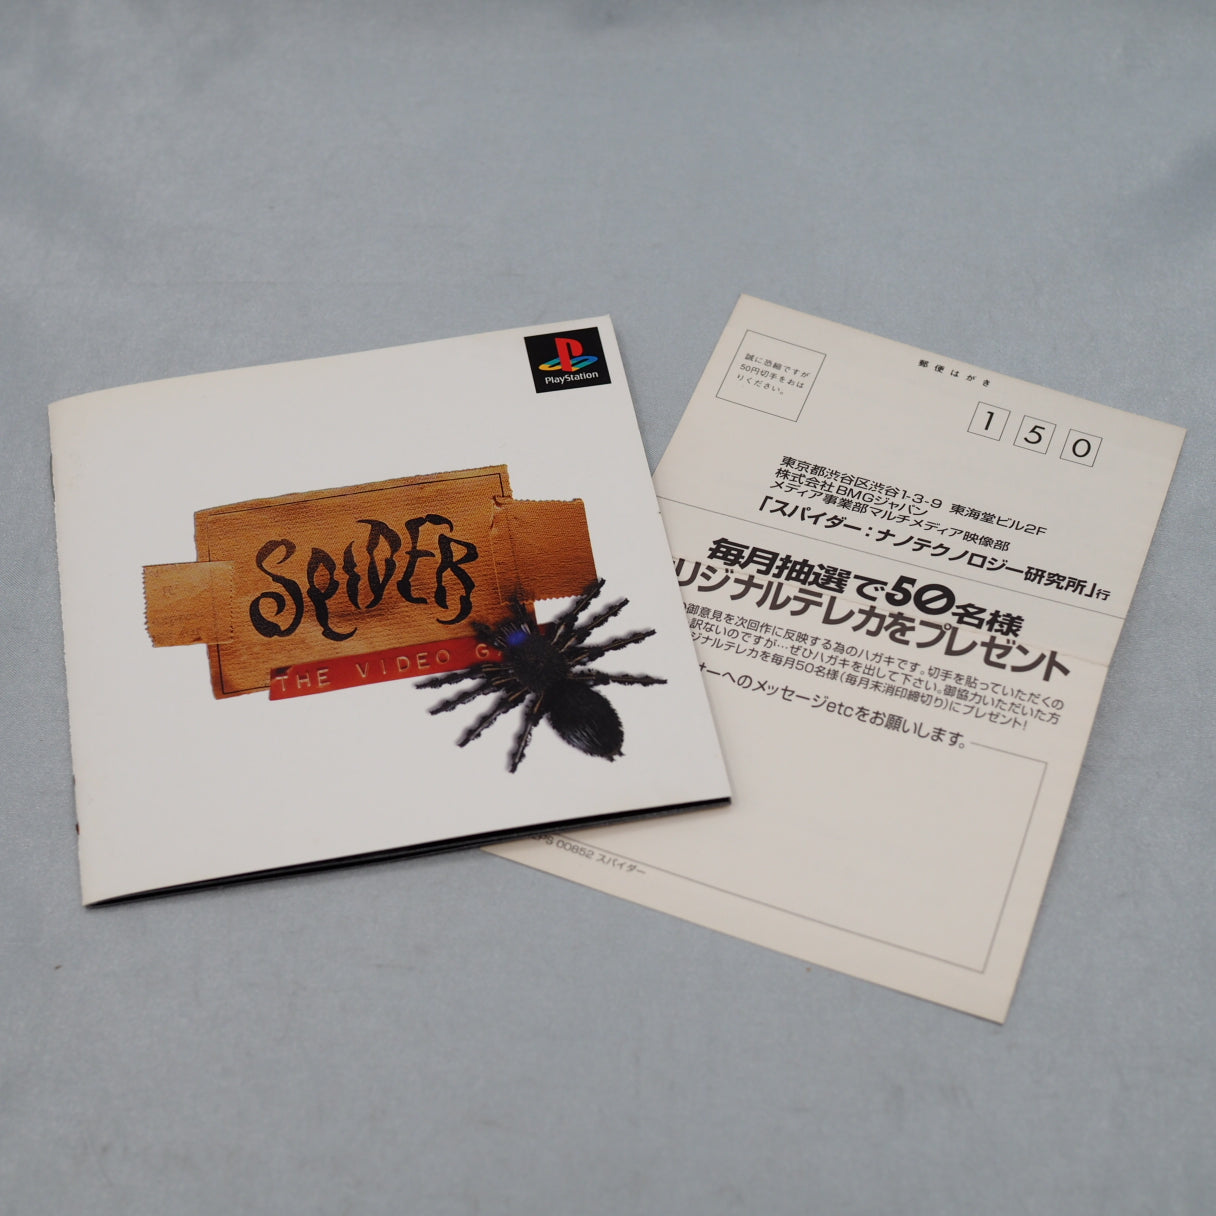 PlayStation
SPIDER
THE VIDEO
郵便はがき
誠に恐縮ですが
50円切手をおは
りください。
150
東京都渋谷区渋谷1-3-9 東海堂ビル2F
株式会社BMGジャパン
メディア事業部マルチメディア映像部
「スパイダー:ナノテクノロジー研究所」行
毎月抽選で50名様
リジナルテレカをプレゼント
御意見を次回作に反映する為のハガキです。切手を貼っていただくの
訳ないのですが…ぜひハガキを出して下さい。御協力いただいた方
ジナルテレカを毎月50名様(毎月末消印締切り)にプレゼント!
へのメッセージetcをお願いします。
PS 00852 スパイダー